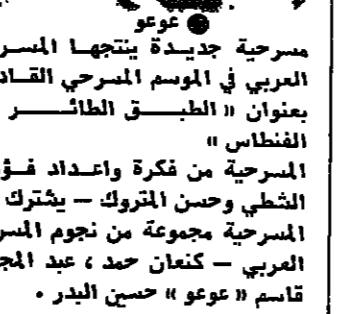 ● عوعو
مسرحية جديدة ينتجها المسر
العربي في الموسم المسرحي القاد
بعنوان « الطبق الطائر
الفنطاس »
المسرحية من فكرة واعداد فؤ
الشطي وحسن المتروك — يشترك
المسرحية مجموعة من نجوم المسر
العربي — كنعان حمد ، عبد المج
قاسم « عوعو » حسين البدر .